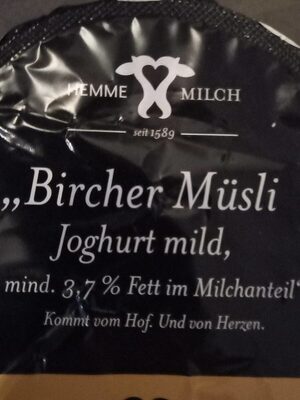 HEMME MILCH
seit 1589
„Bircher Müsli
Joghurt mild,
mind. 3,7 % Fett im Milchanteil“
Kommt vom Hof. Und von Herzen.